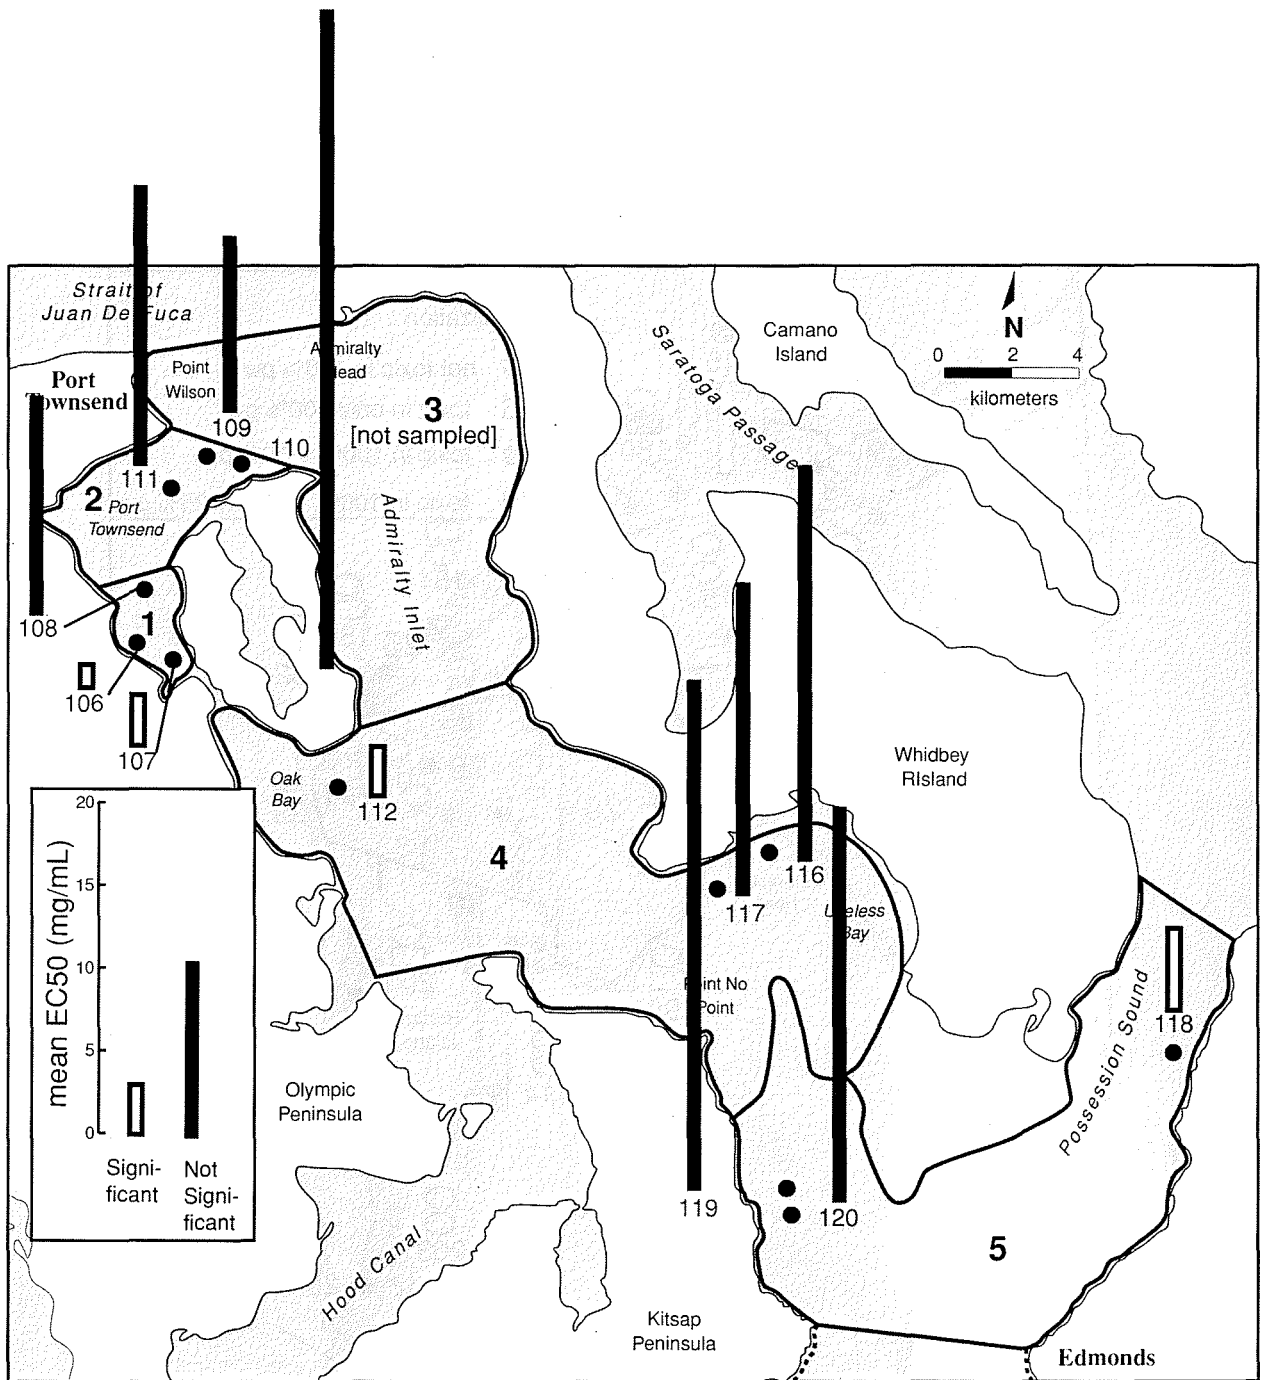 Strait of
Juan De Fuca
Port
Townsend
Point
Wilson
Admiralty
Head
3
[not sampled]
Saratoga Passage
Camano
Island
N
0 2 4
kilometers
109
110
111
2
Port
Townsend
Admiralty Inlet
108
1
106
107
Oak
Bay
112
4
Whidbey
RIsland
116
117
Useless
Bay
Point No
Point
118
Possession Sound
mean EC50 (mg/mL)
20
15
10
5
0
Signi-
ficant
Not
Signi-
ficant
Olympic
Peninsula
119
120
5
Hood Canal
Kitsap
Peninsula
Edmonds